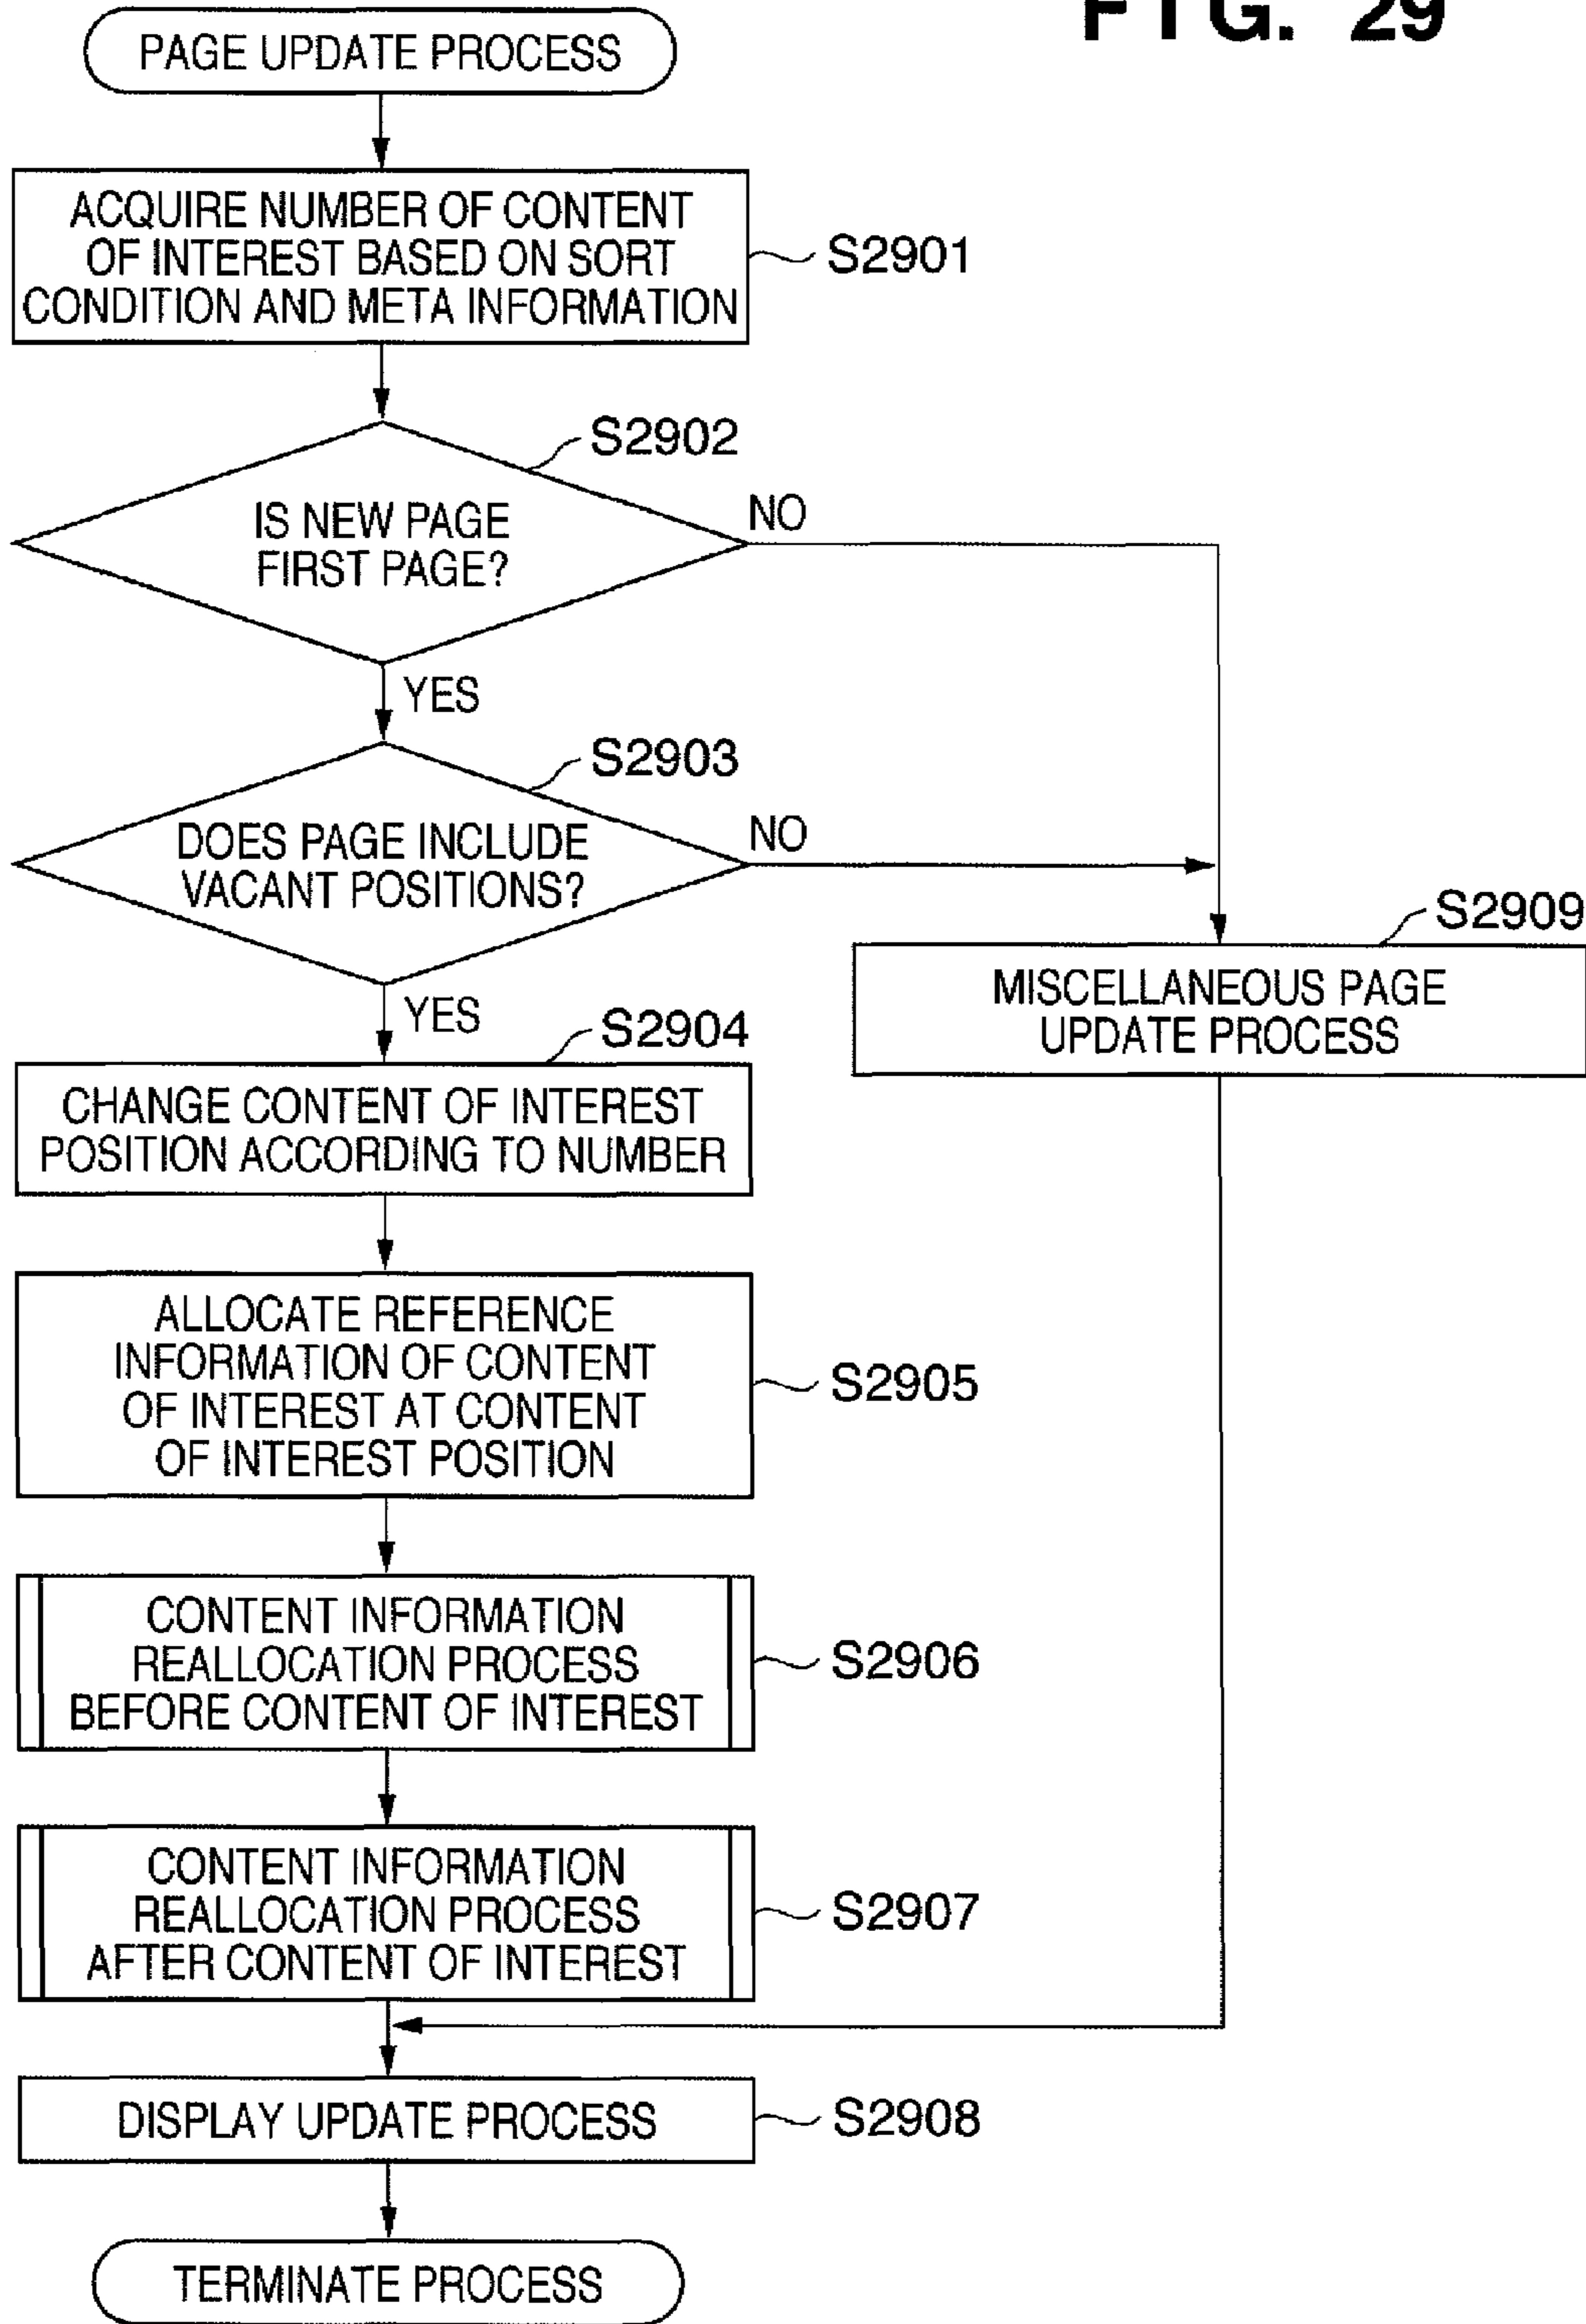 FIG. 29
PAGE UPDATE PROCESS
ACQUIRE NUMBER OF CONTENT
OF INTEREST BASED ON SORT
CONDITION AND META INFORMATION
S2901
S2902
IS NEW PAGE
FIRST PAGE?
NO
YES
S2903
DOES PAGE INCLUDE
VACANT POSITIONS?
NO
YES
S2909
MISCELLANEOUS PAGE
UPDATE PROCESS
S2904
CHANGE CONTENT OF INTEREST
POSITION ACCORDING TO NUMBER
ALLOCATE REFERENCE
INFORMATION OF CONTENT
OF INTEREST AT CONTENT
OF INTEREST POSITION
S2905
CONTENT INFORMATION
REALLOCATION PROCESS
BEFORE CONTENT OF INTEREST
S2906
CONTENT INFORMATION
REALLOCATION PROCESS
AFTER CONTENT OF INTEREST
S2907
DISPLAY UPDATE PROCESS
S2908
TERMINATE PROCESS